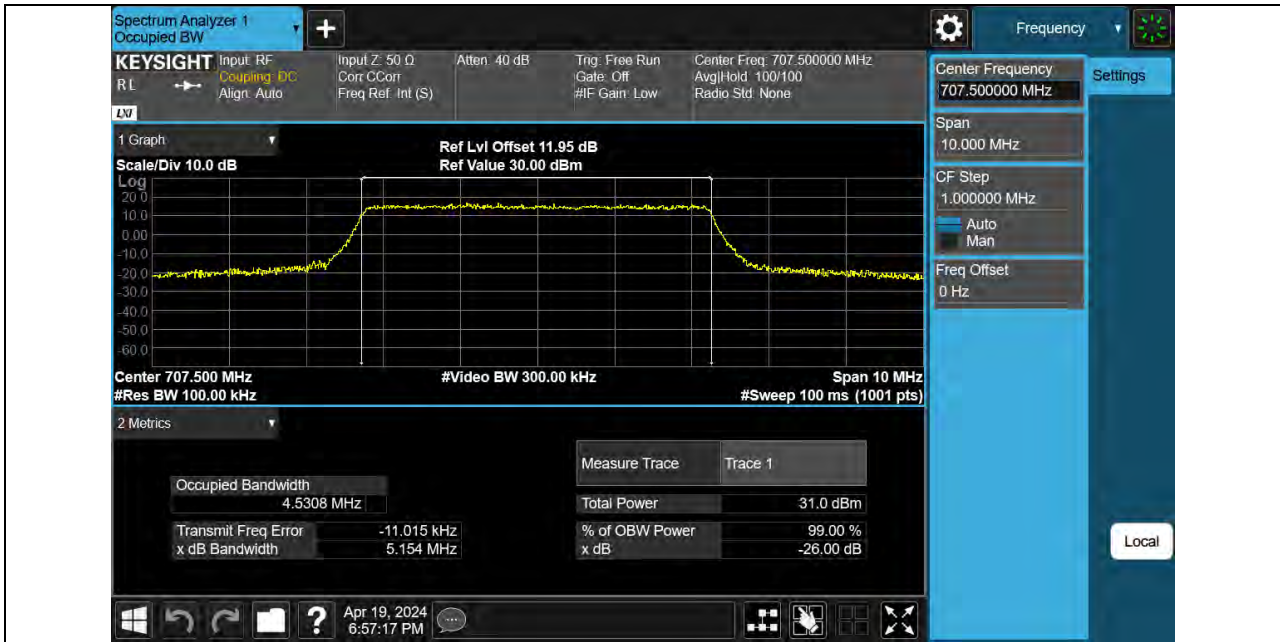 Spectrum Analyzer 1
Occupied BW
Frequency
KEYSIGHT
RL
LXI
Input: RF
Coupling: DC
Align: Auto
Input Z: 50 Ω
Corr CCorr
Freq Ref: Int (S)
Atten: 40 dB
Trig: Free Run
Gate: Off
#IF Gain: Low
Center Freq: 707.500000 MHz
Avg|Hold: 100/100
Radio Std: None
1 Graph
Scale/Div 10.0 dB
Ref Lvl Offset 11.95 dB
Ref Value 30.00 dBm
Log
20.0
10.0
0.00
-10.0
-20.0
-30.0
-40.0
-50.0
-60.0
Center 707.500 MHz
#Video BW 300.00 kHz
Span 10 MHz
#Res BW 100.00 kHz
#Sweep 100 ms (1001 pts)
2 Metrics
Measure Trace Trace 1
Occupied Bandwidth
4.5308 MHz
Total Power 31.0 dBm
Transmit Freq Error -11.015 kHz
% of OBW Power 99.00 %
x dB Bandwidth 5.154 MHz
x dB -26.00 dB
Center Frequency
707.500000 MHz
Settings
Span
10.000 MHz
CF Step
1.000000 MHz
Auto
Man
Freq Offset
0 Hz
Local
?
Apr 19, 2024
6:57:17 PM